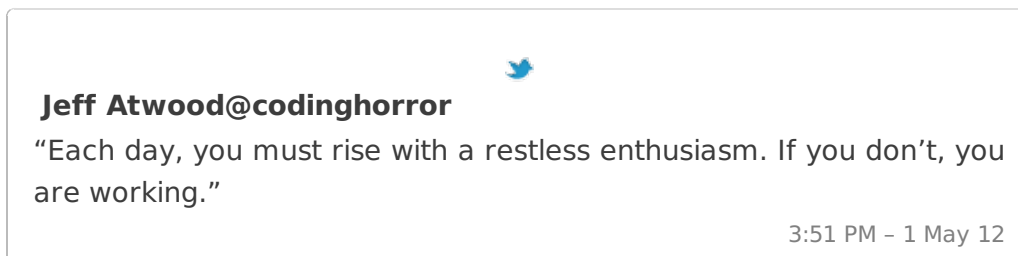 Jeff Atwood@codinghorror
“Each day, you must rise with a restless enthusiasm. If you don’t, you
are working.”
3:51 PM – 1 May 12